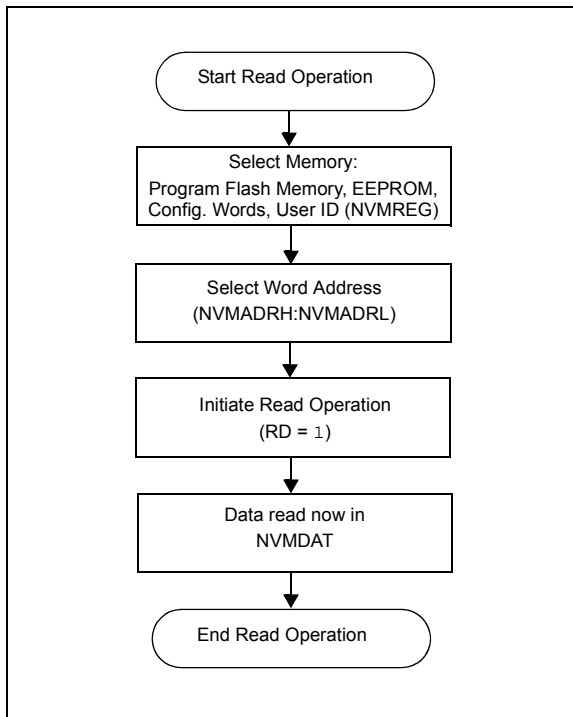 Start Read Operation
Select Memory:
Program Flash Memory, EEPROM,
Config. Words, User ID (NVMREG)
Select Word Address
(NVMADRH:NVMADRL)
Initiate Read Operation
(RD = 1)
Data read now in
NVMDAT
End Read Operation